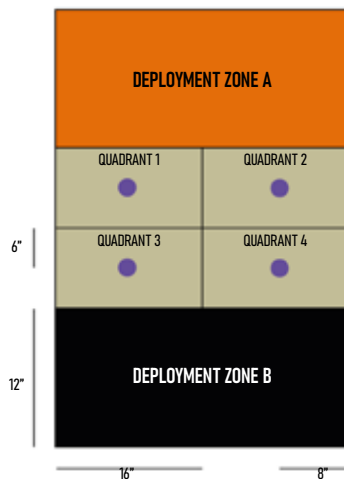 DEPLOYMENT ZONE A
QUADRANT 1 QUADRANT 2
6” QUADRANT 3 QUADRANT 4
12” DEPLOYMENT ZONE B
16” 8”